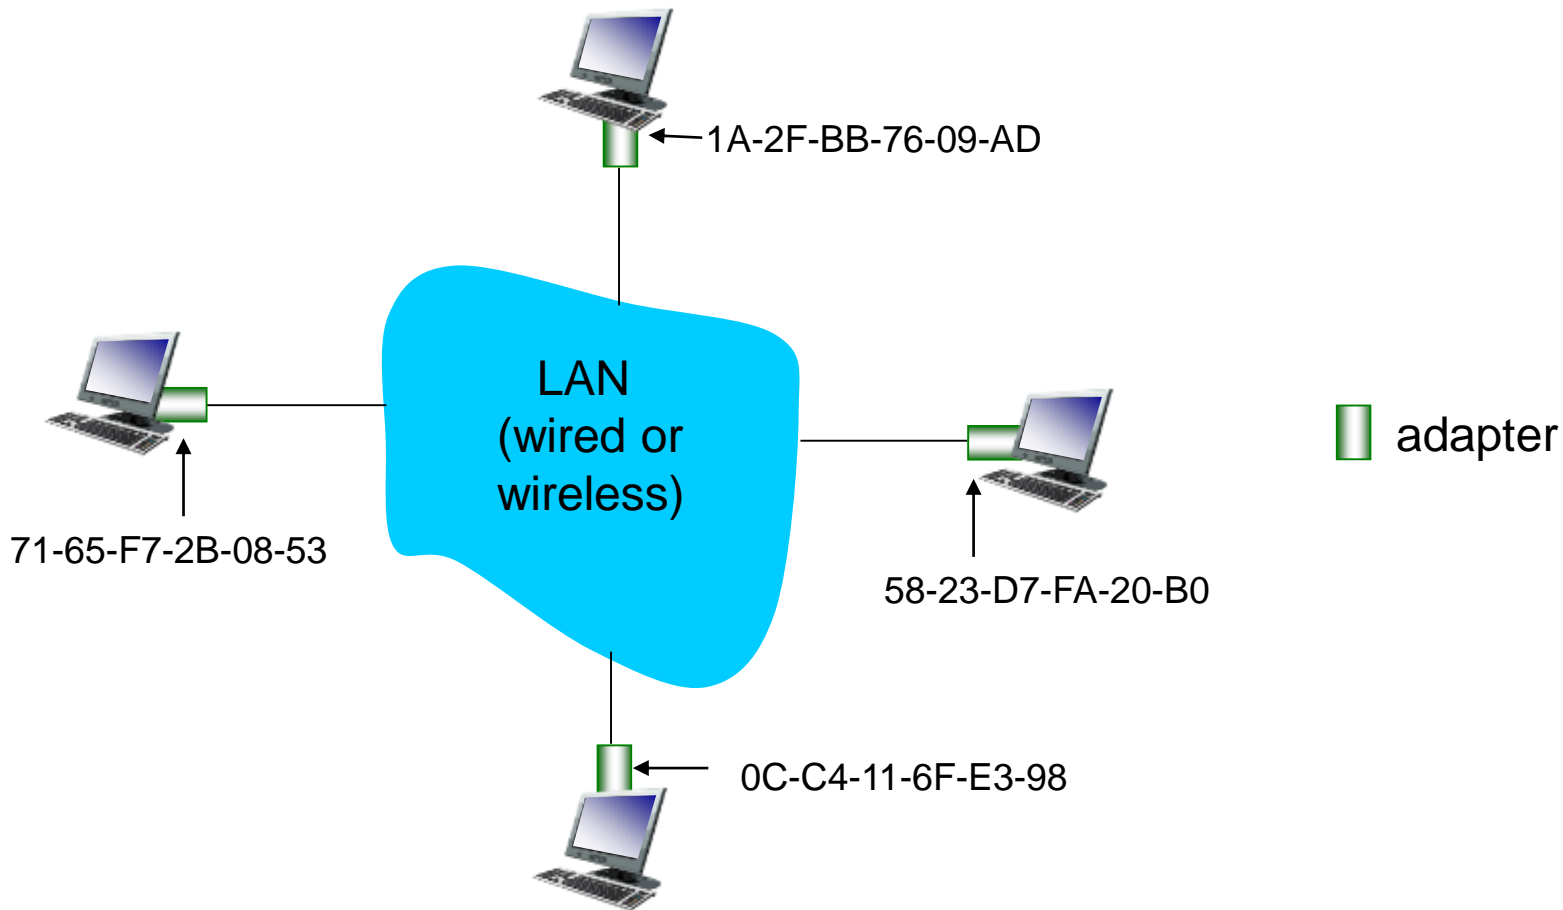 1A-2F-BB-76-09-AD
LAN
(wired or
wireless)
adapter
71-65-F7-2B-08-53
58-23-D7-FA-20-B0
0C-C4-11-6F-E3-98